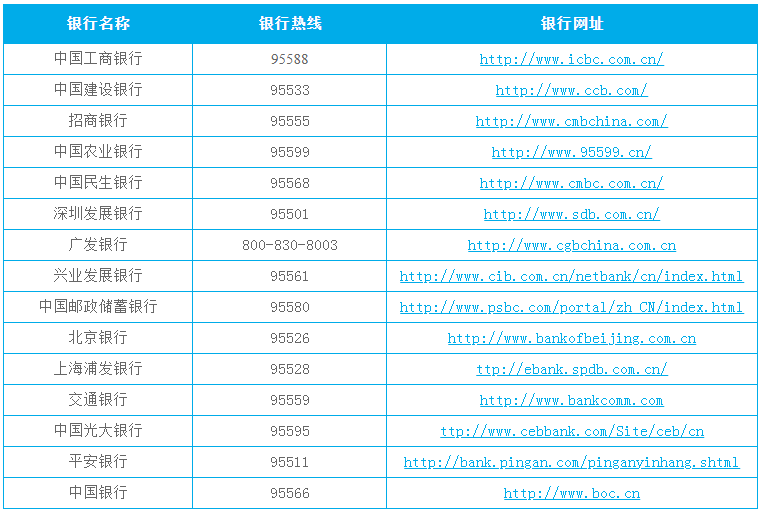 银行名称 银行热线 银行网址
中国工商银行 95588 http://www.icbc.com.cn/
中国建设银行 95533 http://www.ccb.com/
招商银行 95555 http://www.cmbchina.com/
中国农业银行 95599 http://www.95599.cn/
中国民生银行 95568 http://www.cmbc.com.cn/
深圳发展银行 95501 http://www.sdb.com.cn/
广发银行 800-830-8003 http://www.cgbchina.com.cn
兴业发展银行 95561 http://www.cib.com.cn/netbank/cn/index.html
中国邮政储蓄银行 95580 http://www.psbc.com/portal/zh_CN/index.html
北京银行 95526 http://www.bankofbeijing.com.cn
上海浦发银行 95528 ttp://ebank.spdb.com.cn/
交通银行 95559 http://www.bankcomm.com
中国光大银行 95595 ttp://www.cebbank.com/Site/ceb/cn
平安银行 95511 http://bank.pingan.com/pinganyinhang.shtml
中国银行 95566 http://www.boc.cn